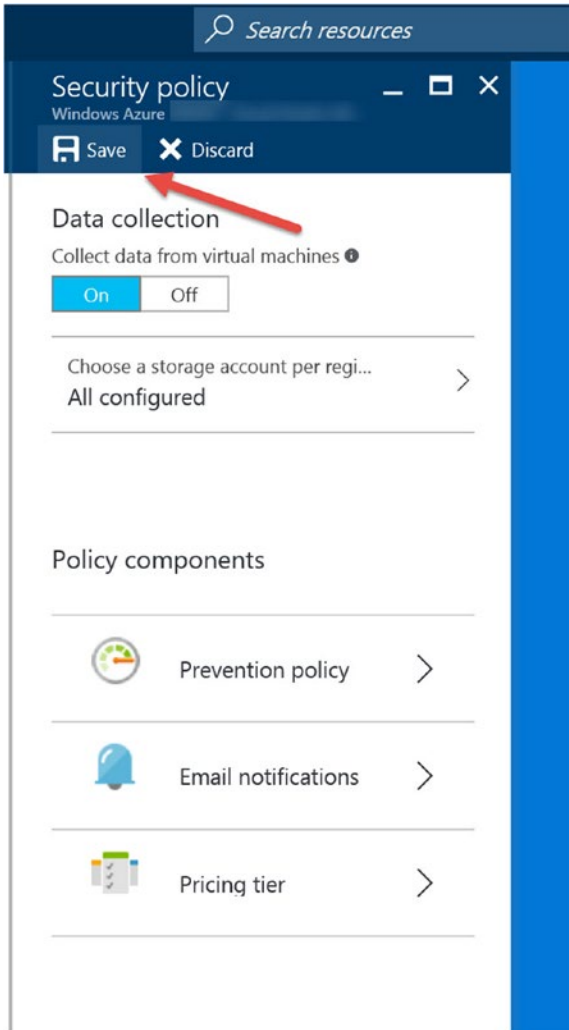 Search resources
Security policy
Windows Azure
Save Discard
Data collection
Collect data from virtual machines
On Off
Choose a storage account per regi...
All configured
Policy components
Prevention policy
Email notifications
Pricing tier